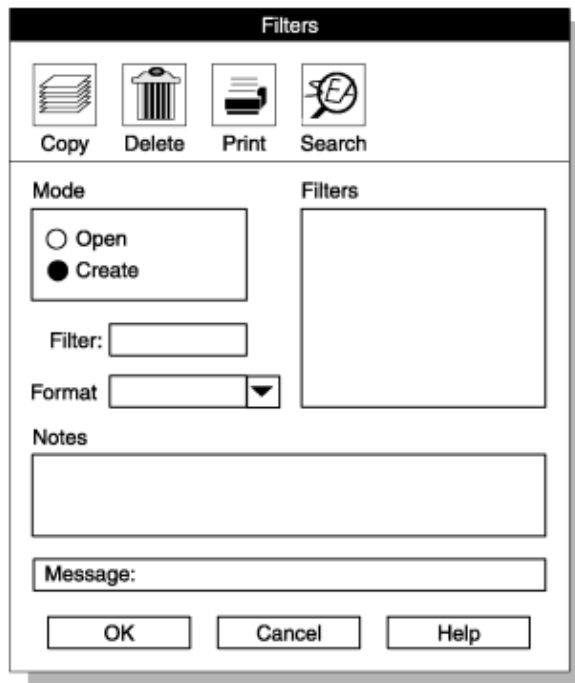 Filters
Copy Delete Print Search
Mode
Filters
Open
Create
Filter:
Format
Notes
Message:
OK Cancel Help